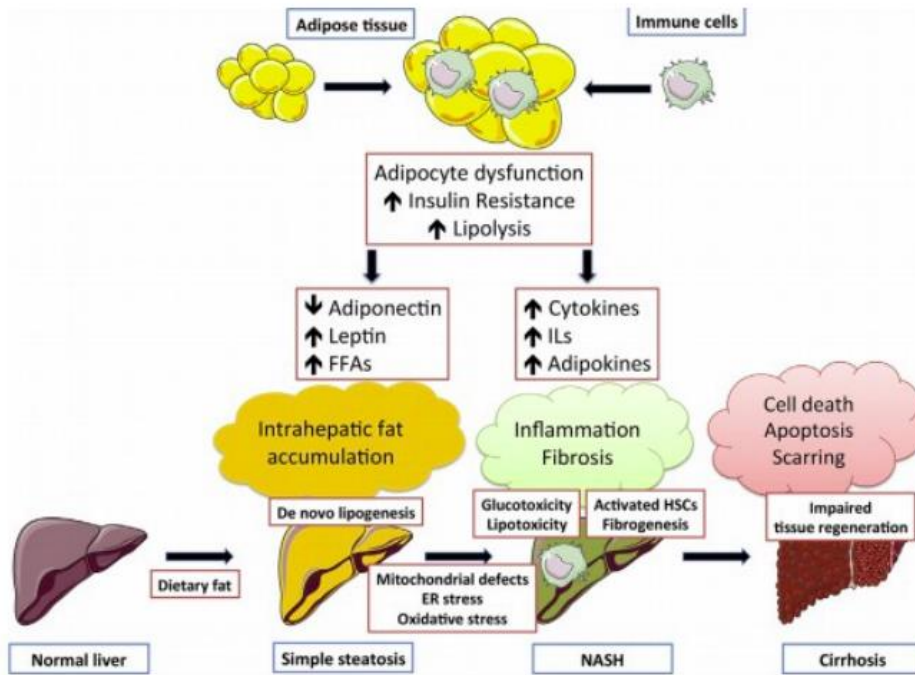 Adipose tissue
Immune cells
Adipocyte dysfunction
↑ Insulin Resistance
↑ Lipolysis
↓ Adiponectin
↑ Leptin
↑ FFAs
↑ Cytokines
↑ ILs
↑ Adipokines
Intrahepatic fat
accumulation
Inflammation
Fibrosis
Cell death
Apoptosis
Scarring
De novo lipogenesis
Glucotoxicity
Lipotoxicity
Activated HSCs
Fibrogenesis
Impaired
tissue regeneration
Dietary fat
Mitochondrial defects
ER stress
Oxidative stress
Normal liver
Simple steatosis
NASH
Cirrhosis